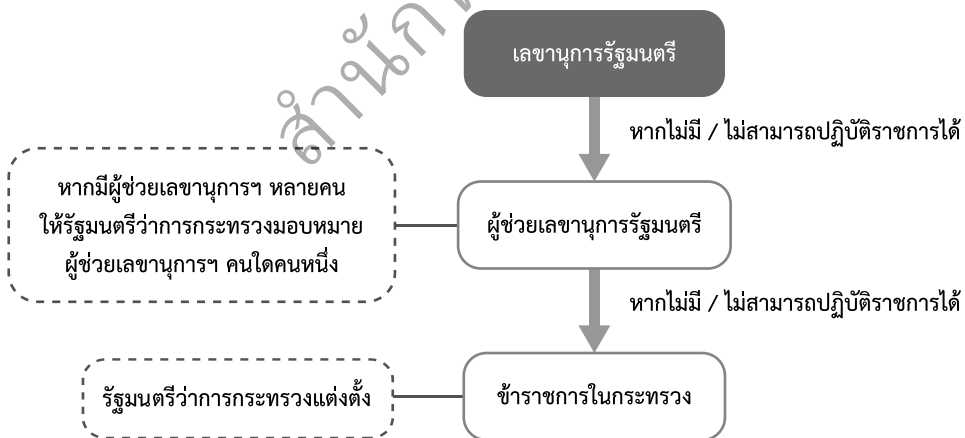 เลขานุการรัฐมนตรี
หากไม่มี / ไม่สามารถปฏิบัติราชการได้
หากมีผู้ช่วยเลขานุการฯ หลายคน
ให้รัฐมนตรีว่าการกระทรวงมอบหมาย
ผู้ช่วยเลขานุการฯ คนใดคนหนึ่ง
ผู้ช่วยเลขานุการรัฐมนตรี
หากไม่มี / ไม่สามารถปฏิบัติราชการได้
รัฐมนตรีว่าการกระทรวงแต่งตั้ง
ข้าราชการในกระทรวง